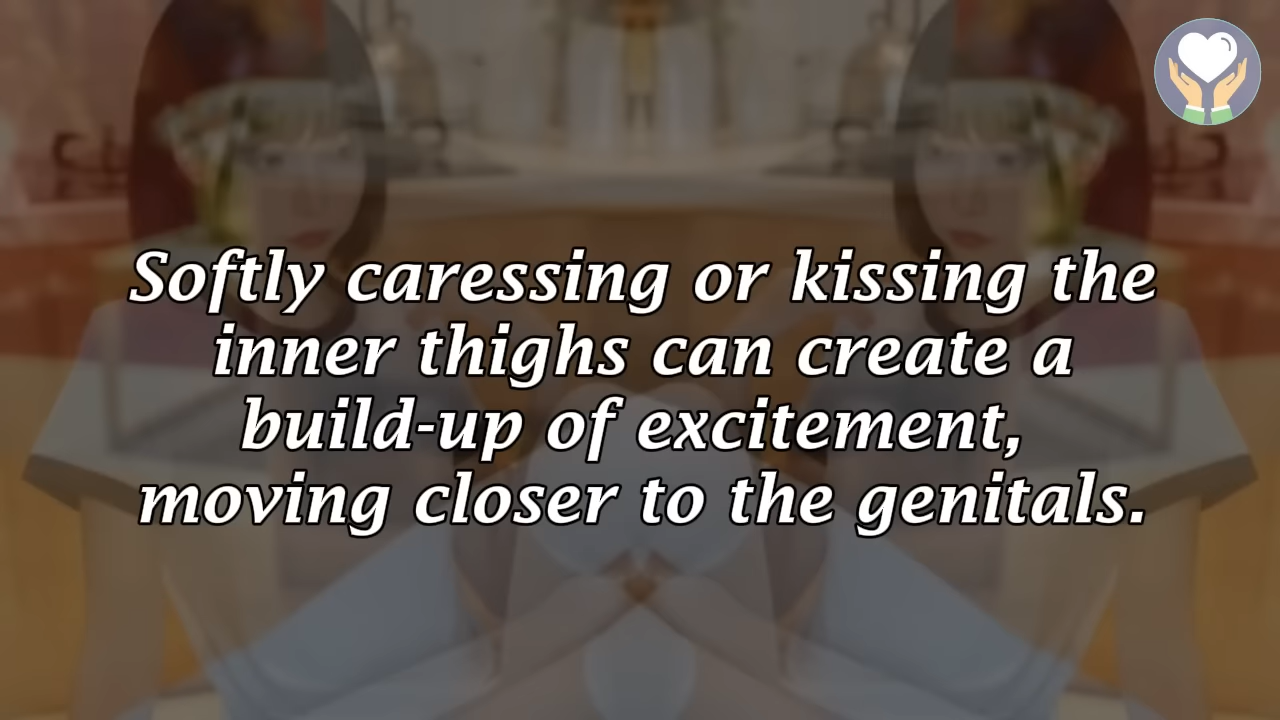 Softly caressing or kissing the
inner thighs can create a
build-up of excitement,
moving closer to the genitals.